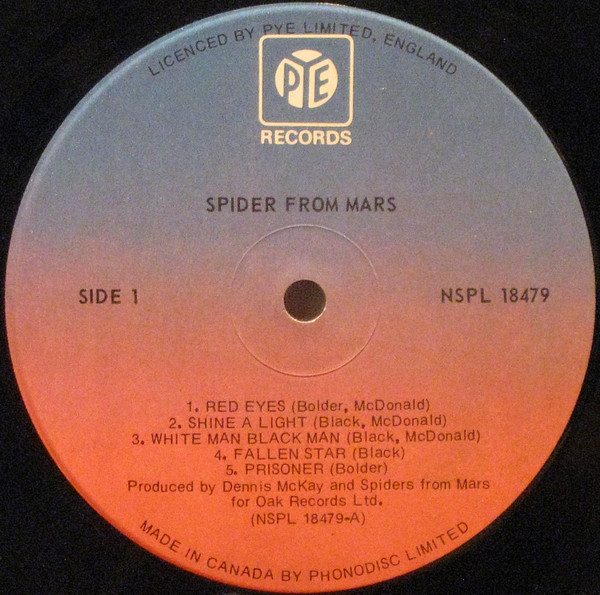 LICENCED BY PYE LIMITED, ENGLAND
PYE
RECORDS
SPIDER FROM MARS
SIDE 1
NSPL 18479
1. RED EYES (Bolder, McDonald)
2. SHINE A LIGHT (Black, McDonald)
3. WHITE MAN BLACK MAN (Black, McDonald)
4. FALLEN STAR (Black)
5. PRISONER (Bolder)
Produced by Dennis McKay and Spiders from Mars
for Oak Records Ltd.
(NSPL 18479-A)
MADE IN CANADA BY PHONODISC LIMITED